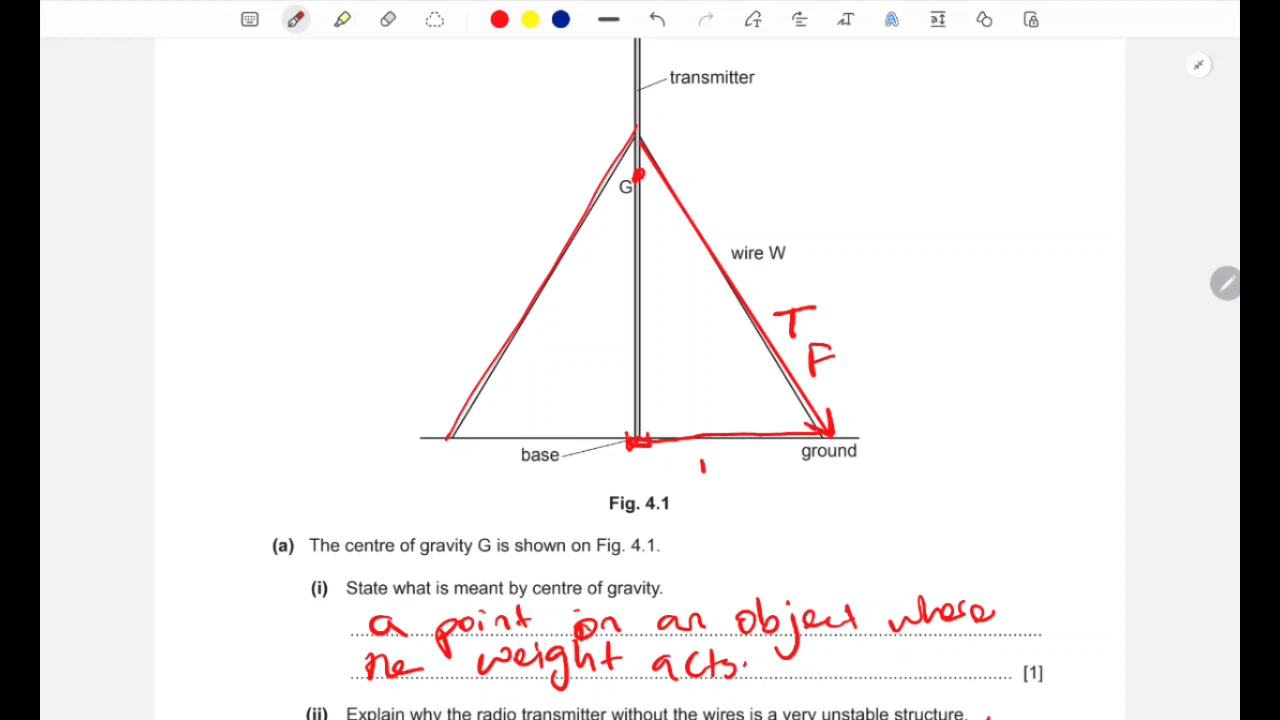 transmitter
G
wire W
T
F
base
ground
Fig. 4.1
(a) The centre of gravity G is shown on Fig. 4.1.
(i) State what is meant by centre of gravity.
a point on an object where
the weight acts.
[1]
(ii) Explain why the radio transmitter without the wires is a very unstable structure.